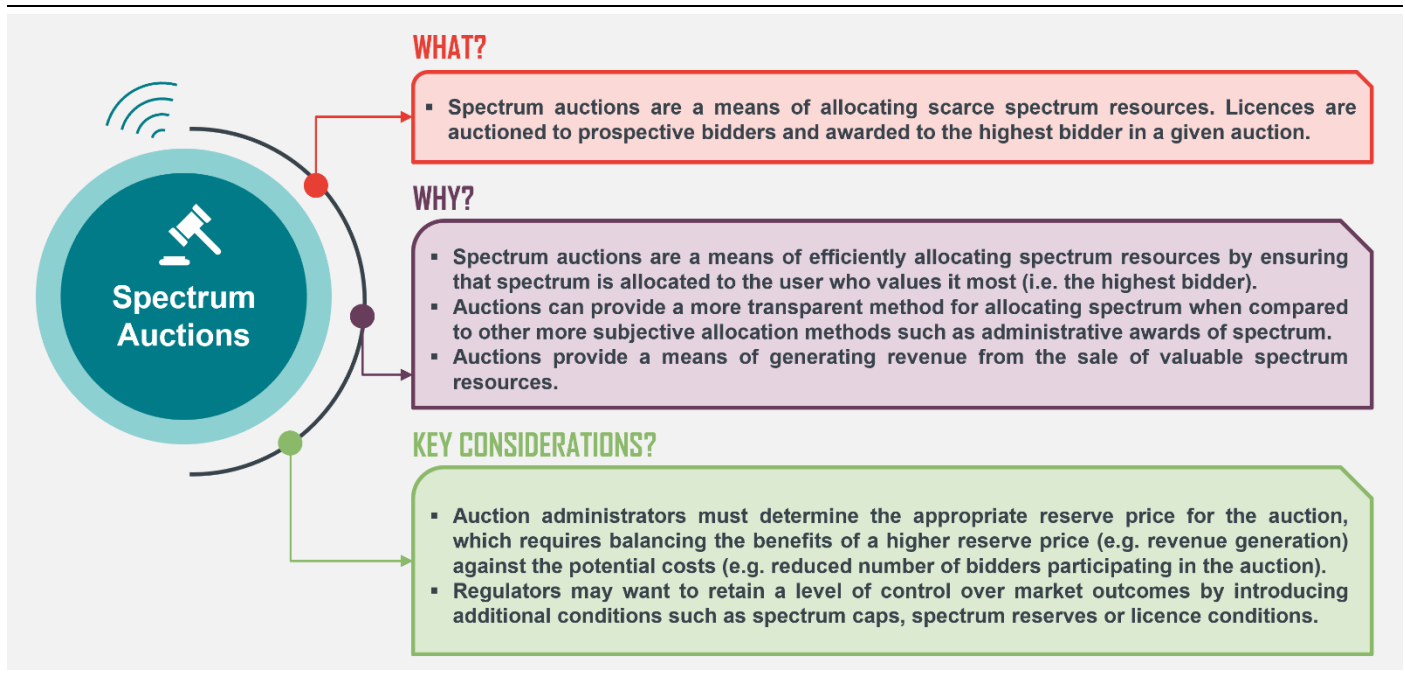 WHAT?
▪ Spectrum auctions are a means of allocating scarce spectrum resources. Licences are
auctioned to prospective bidders and awarded to the highest bidder in a given auction.
WHY?
▪ Spectrum auctions are a means of efficiently allocating spectrum resources by ensuring
that spectrum is allocated to the user who values it most (i.e. the highest bidder).
▪ Auctions can provide a more transparent method for allocating spectrum when compared
to other more subjective allocation methods such as administrative awards of spectrum.
▪ Auctions provide a means of generating revenue from the sale of valuable spectrum
resources.
Spectrum
Auctions
KEY CONSIDERATIONS?
▪ Auction administrators must determine the appropriate reserve price for the auction,
which requires balancing the benefits of a higher reserve price (e.g. revenue generation)
against the potential costs (e.g. reduced number of bidders participating in the auction).
▪ Regulators may want to retain a level of control over market outcomes by introducing
additional conditions such as spectrum caps, spectrum reserves or licence conditions.